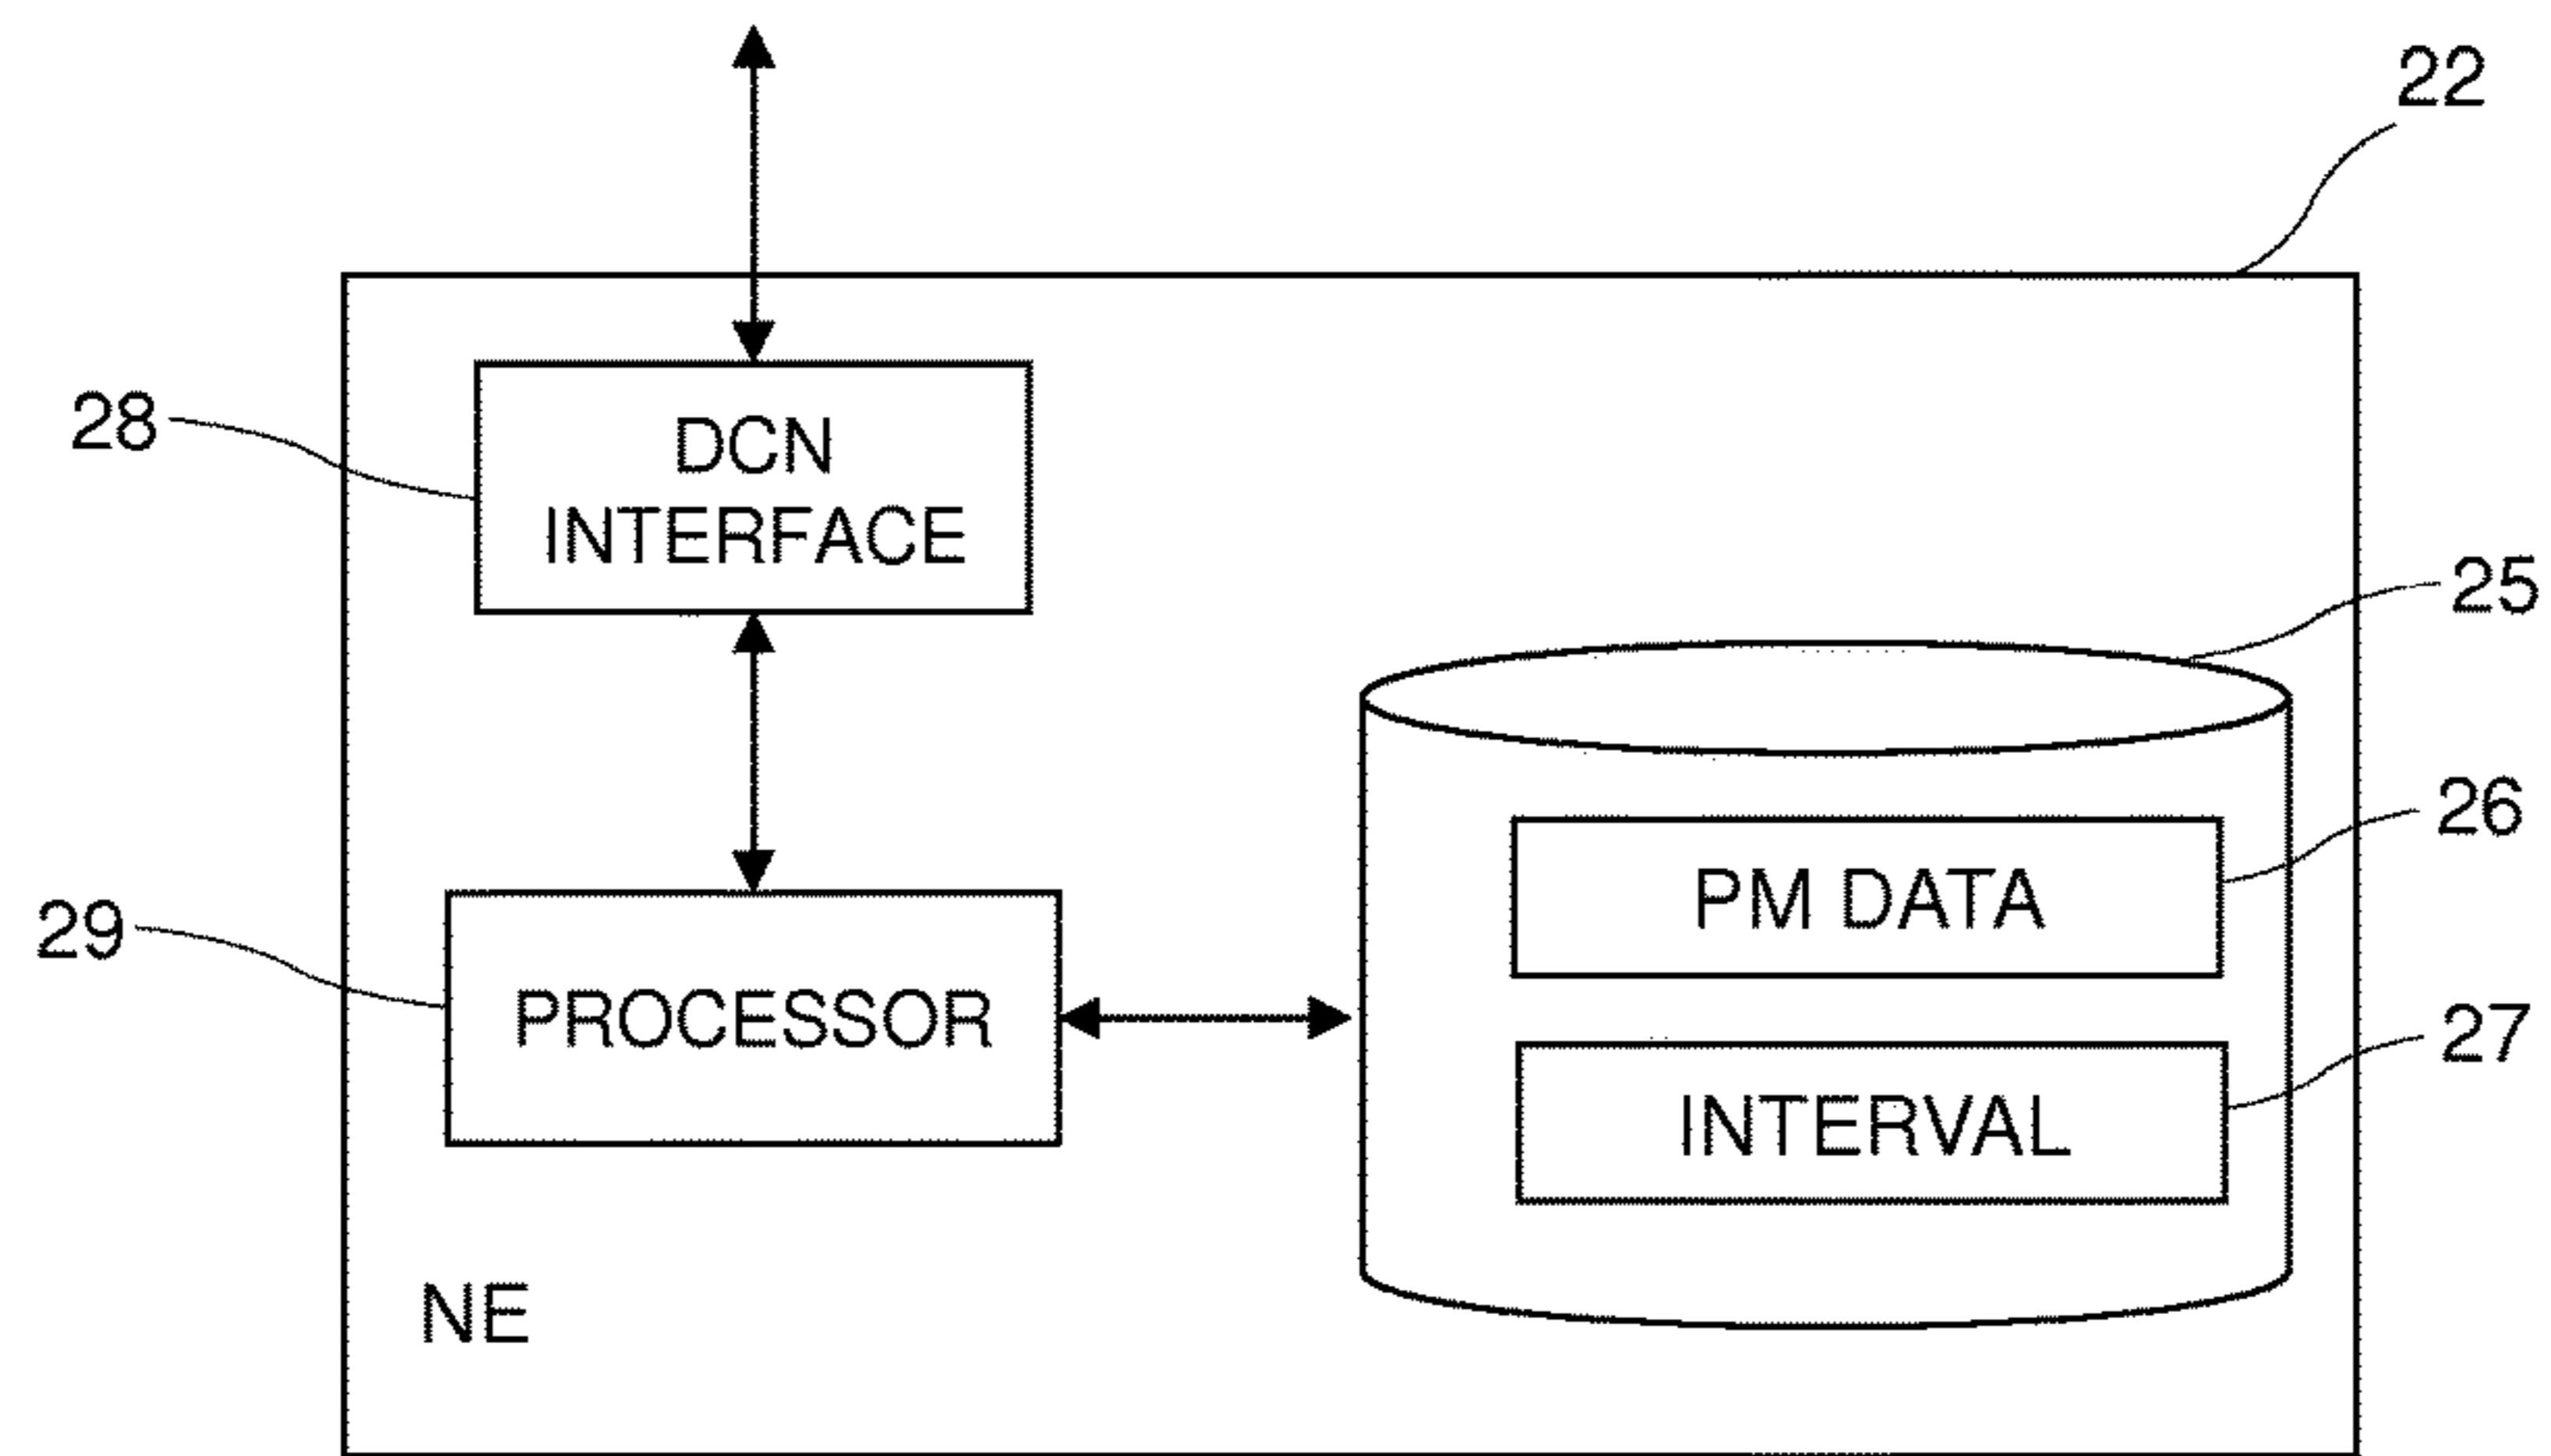 22
28
DCN
INTERFACE
25
26
PM DATA
29
PROCESSOR
27
INTERVAL
NE